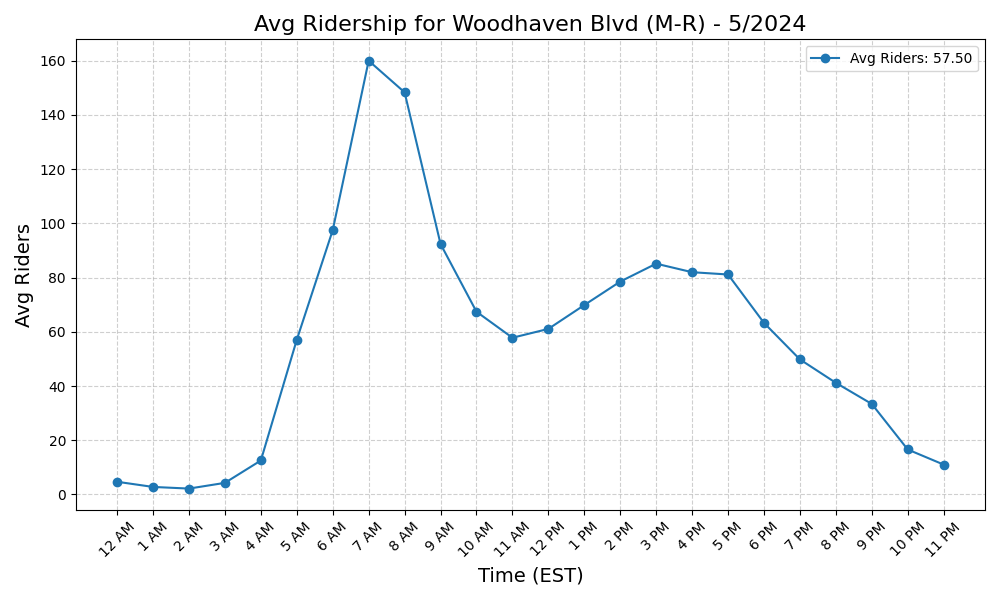 Avg Ridership for Woodhaven Blvd (M-R) - 5/2024
Avg Riders: 57.50
Avg Riders
160
140
120
100
80
60
40
20
0
12 AM
1 AM
2 AM
3 AM
4 AM
5 AM
6 AM
7 AM
8 AM
9 AM
10 AM
11 AM
12 PM
1 PM
2 PM
3 PM
4 PM
5 PM
6 PM
7 PM
8 PM
9 PM
10 PM
11 PM
Time (EST)